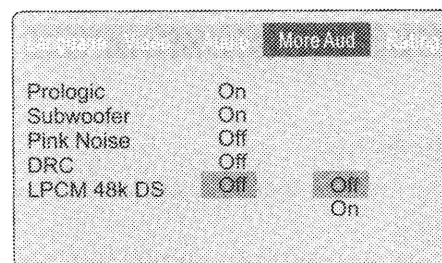 Language Video Audio More Aud. Rating
Prologic On
Subwoofer On
Pink Noise Off
DRC Off
LPCM 48k DS Off Off
On